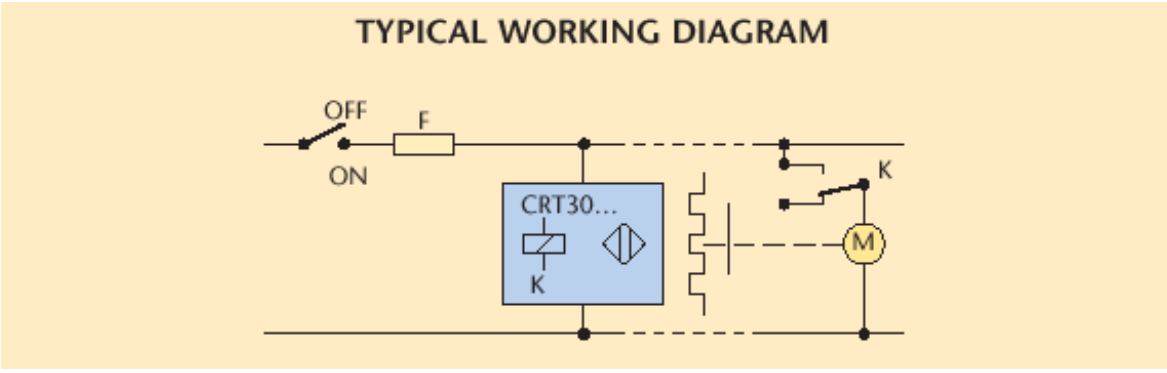 TYPICAL WORKING DIAGRAM
OFF
F
ON
K
CRT30...
K
M